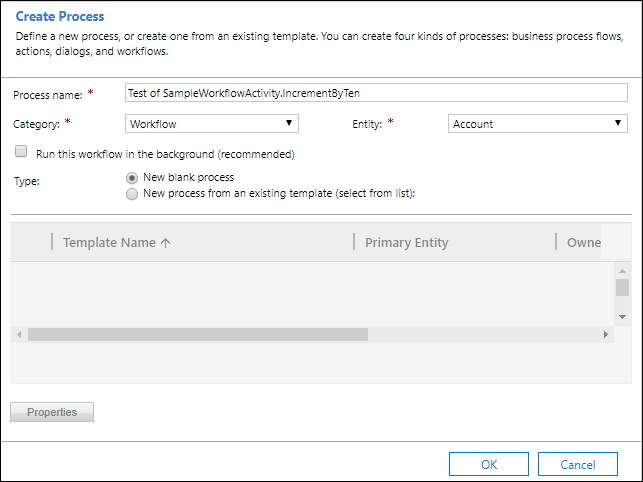 Create Process
Define a new process, or create one from an existing template. You can create four kinds of processes: business process flows,
actions, dialogs, and workflows.
Process name: * Test of SampleWorkflowActivity.IncrementByTen
Category: * Workflow Entity: * Account
Run this workflow in the background (recommended)
Type: New blank process
New process from an existing template (select from list):
Template Name ↑ Primary Entity Owne
Properties
OK Cancel